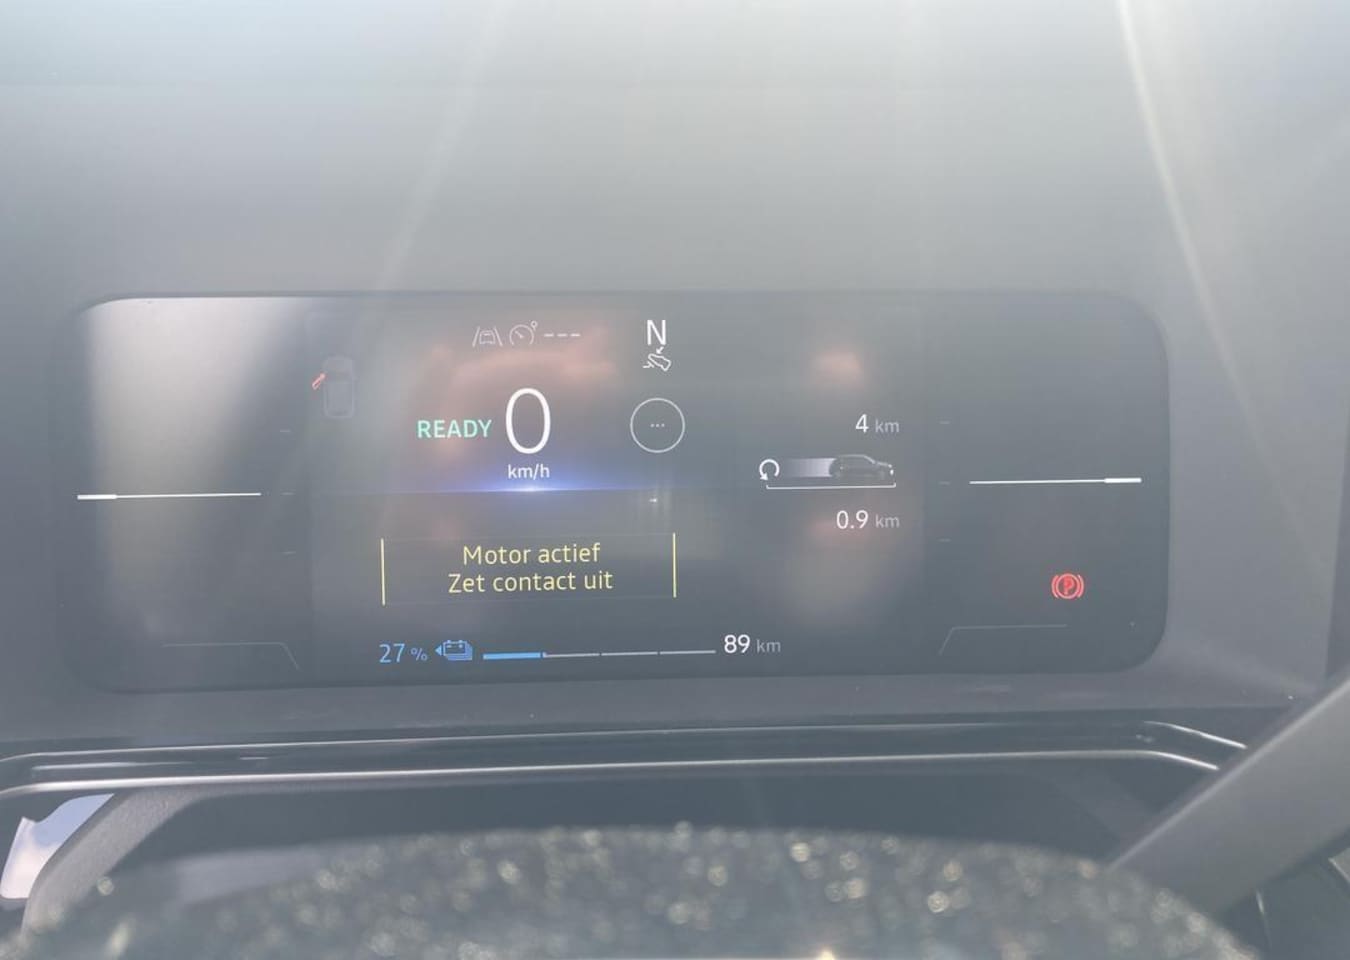 ---
N
READY
0
km/h
...
4 km
0.9 km
Motor actief
Zet contact uit
(P)
27 %
89 km